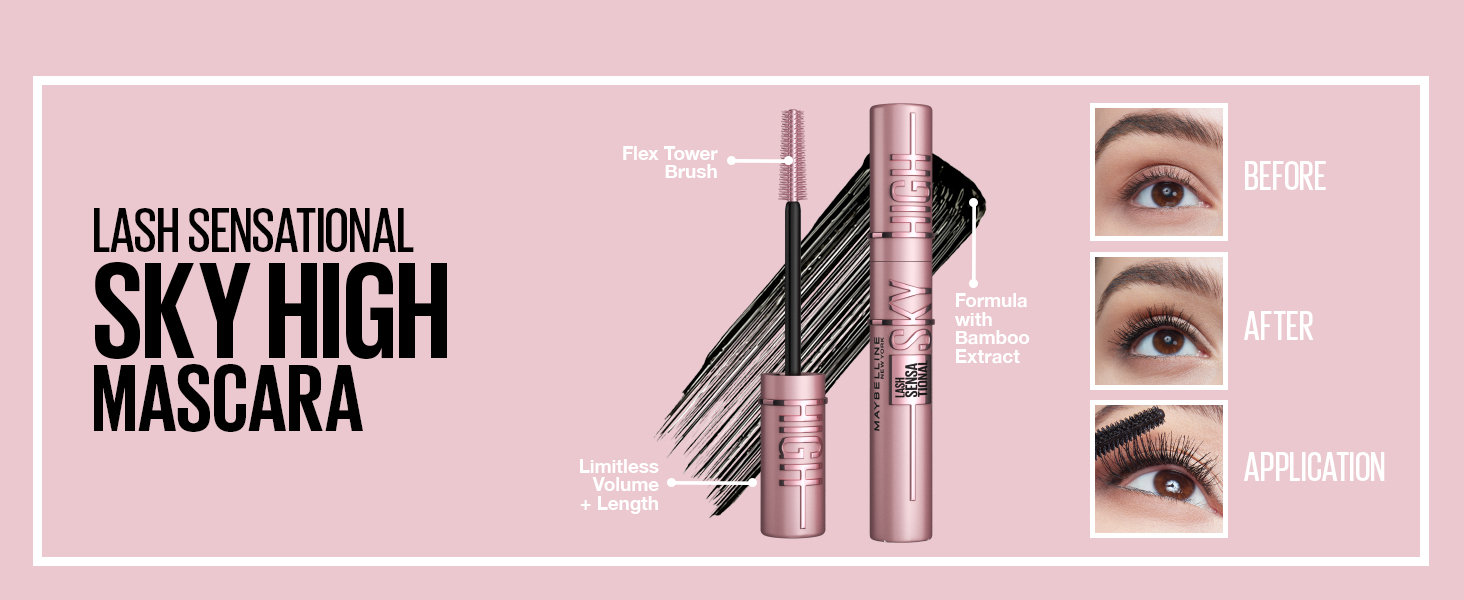 LASH SENSATIONAL
SKY HIGH
MASCARA
Flex Tower
Brush
Limitless
Volume
+ Length
HIGH
SKY HIGH
LASH
SENSA
TIONAL
MAYBELLINE
NEW YORK
Formula
with
Bamboo
Extract
BEFORE
AFTER
APPLICATION